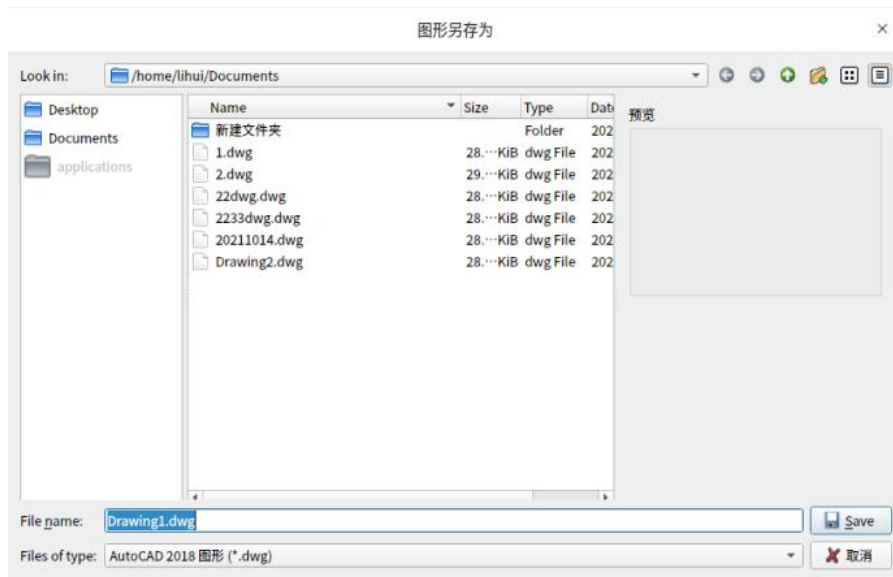 图形另存为
Look in: /home/lihui/Documents
Desktop
Documents
applications
Name Size Type Dat
新建文件夹 Folder 202
1.dwg 28.···KiB dwg File 202
2.dwg 29.···KiB dwg File 202
22dwg.dwg 28.···KiB dwg File 202
2233dwg.dwg 28.···KiB dwg File 202
20211014.dwg 28.···KiB dwg File 202
Drawing2.dwg 28.···KiB dwg File 202
预览
File name: Drawing1.dwg Save
Files of type: AutoCAD 2018 图形 (*.dwg) 取消